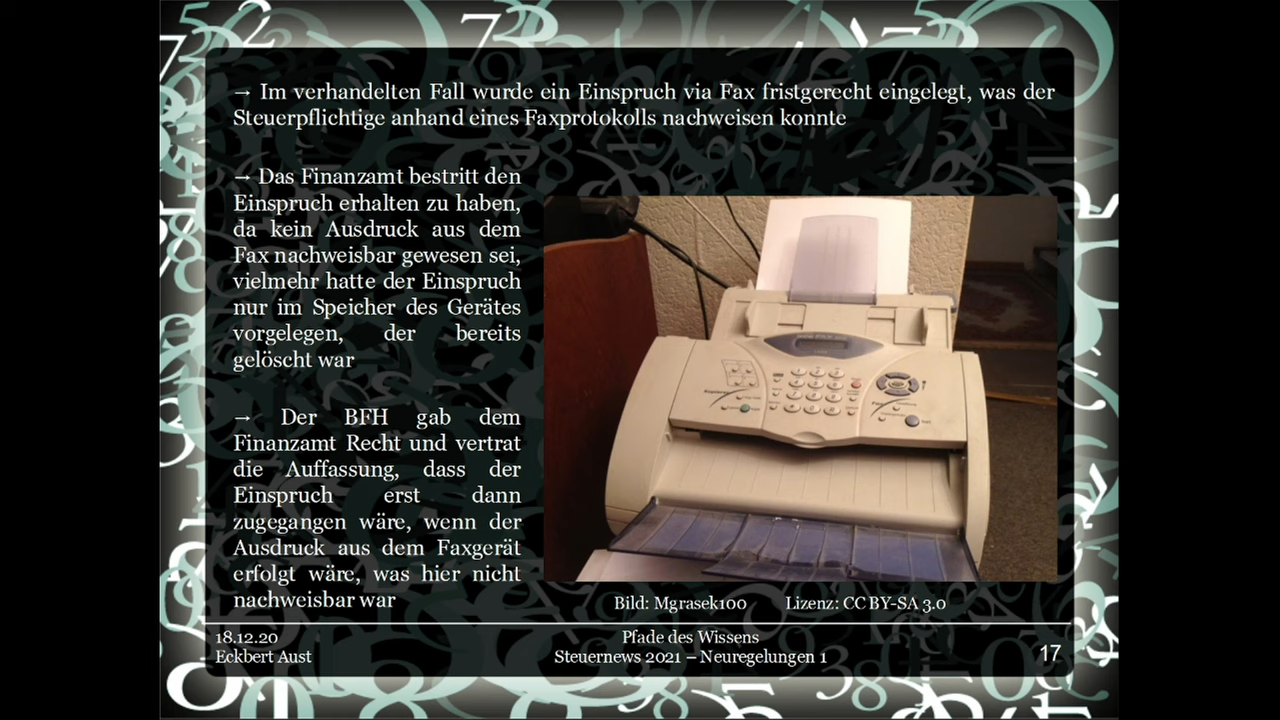 → Im verhandelten Fall wurde ein Einspruch via Fax fristgerecht eingelegt, was der
Steuerpflichtige anhand eines Faxprotokolls nachweisen konnte
→ Das Finanzamt bestritt den
Einspruch erhalten zu haben,
da kein Ausdruck aus dem
Fax nachweisbar gewesen sei,
vielmehr hatte der Einspruch
nur im Speicher des Gerätes
vorgelegen, der bereits
gelöscht war
→ Der BFH gab dem
Finanzamt Recht und vertrat
die Auffassung, dass der
Einspruch erst dann
zugegangen wäre, wenn der
Ausdruck aus dem Faxgerät
erfolgt wäre, was hier nicht
nachweisbar war
Bild: Mgrasek100 Lizenz: CC BY-SA 3.0
18.12.20
Eckbert Aust
Pfade des Wissens
Steuernews 2021 – Neuregelungen 1
17